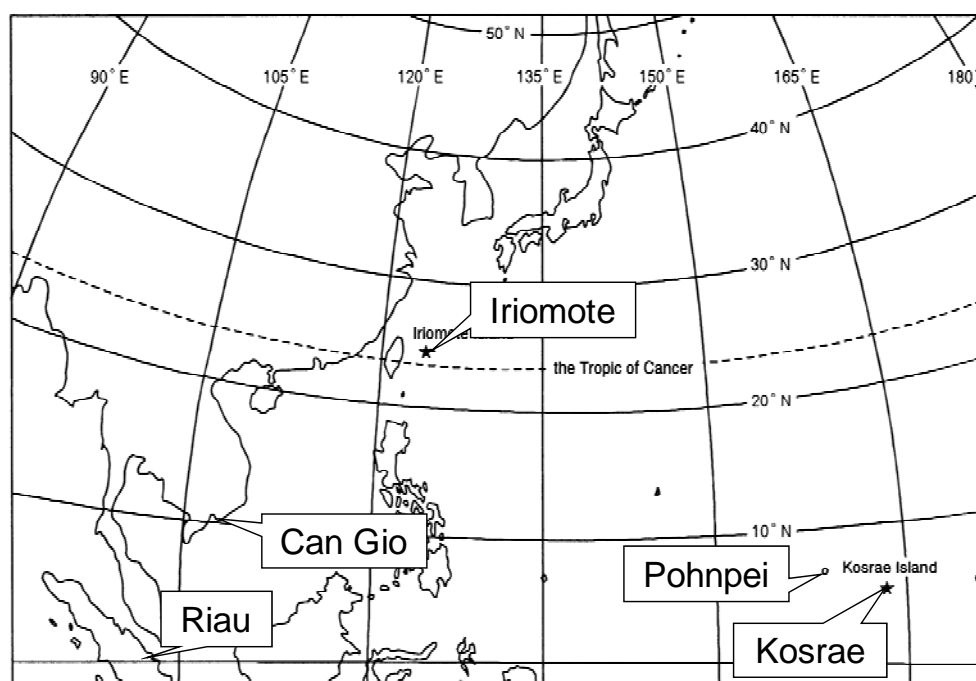 50° N
90° E
105° E
120° E
135° E
150° E
165° E
180°
40° N
30° N
Iriomote
the Tropic of Cancer
20° N
10° N
Can Gio
Pohnpei
Kosrae Island
Riau
Kosrae